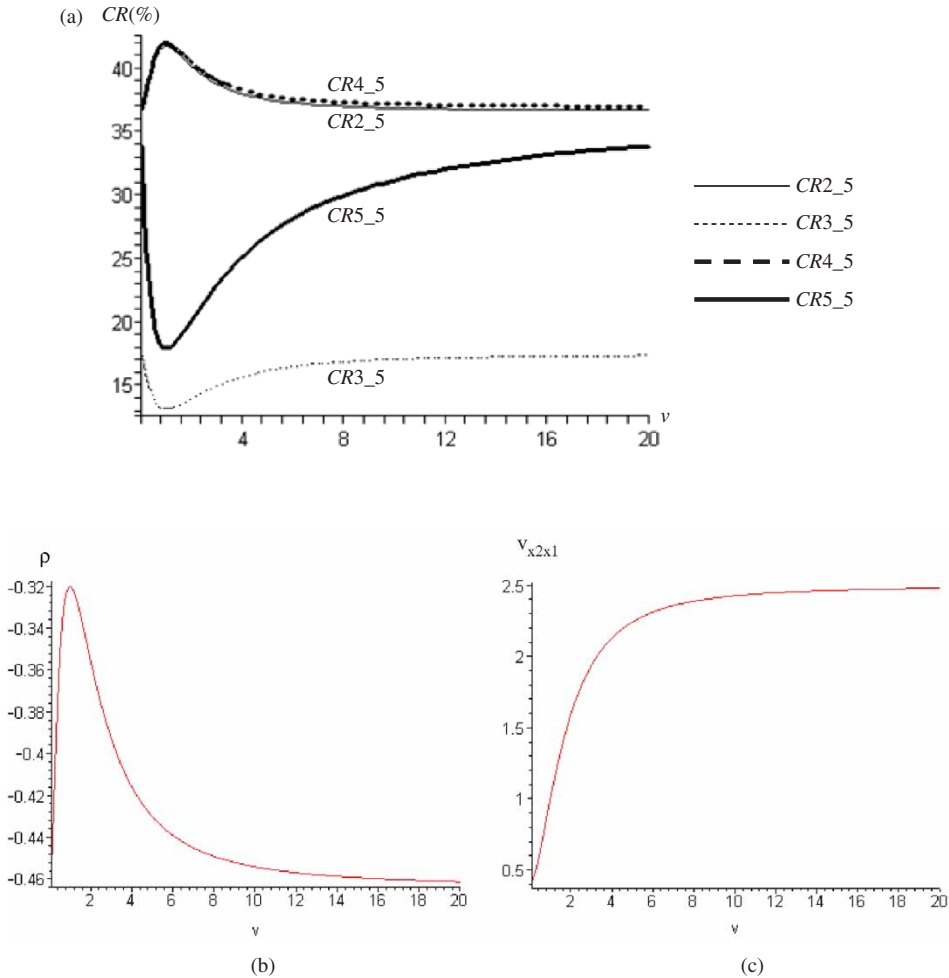 (a) CR(%)
40
35
30
25
20
15
4
8
12
16
20
v
CR4_5
CR2_5
CR5_5
CR3_5
CR2_5
CR3_5
CR4_5
CR5_5
ρ
-0.32
-0.34
-0.36
-0.38
-0.4
-0.42
-0.44
-0.46
2 4 6 8 10 12 14 16 18 20
v
(b)
v_x2x1
2.5
2
1.5
1
0.5
2 4 6 8 10 12 14 16 18 20
v
(c)